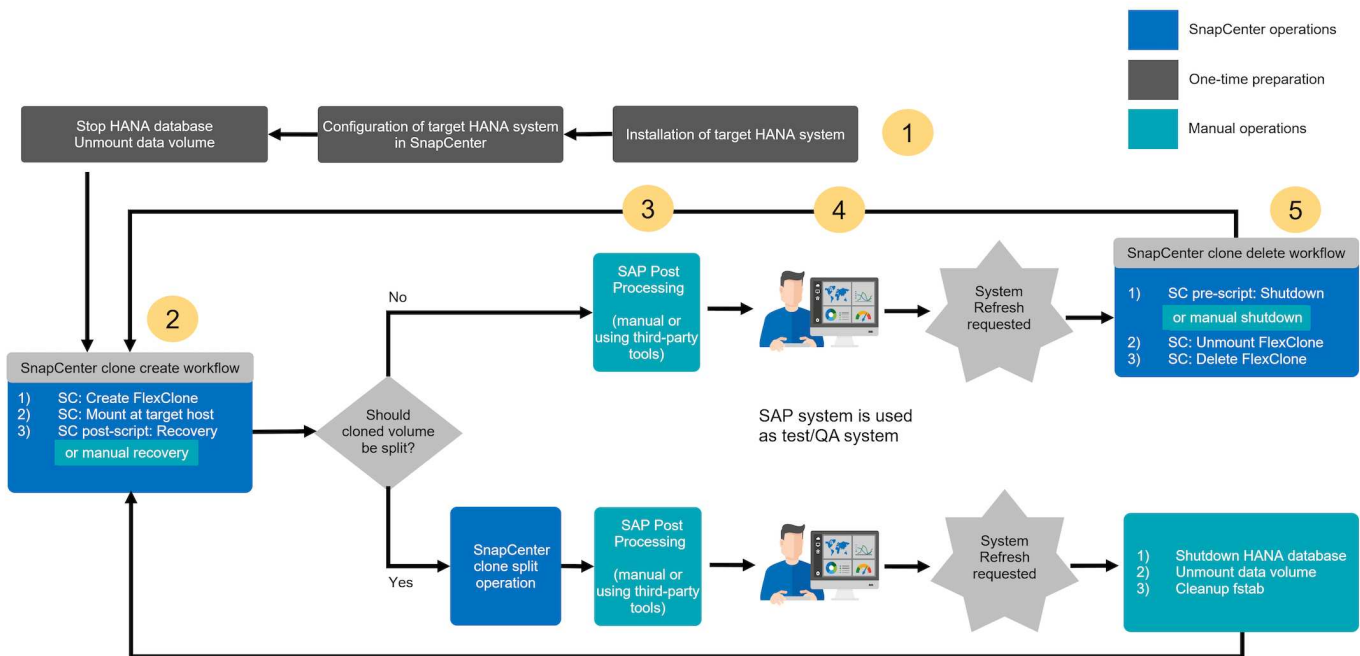 SnapCenter operations
One-time preparation
Manual operations
Stop HANA database
Unmount data volume
Configuration of target HANA system
in SnapCenter
Installation of target HANA system
1
3
4
5
2
SnapCenter clone create workflow
1) SC: Create FlexClone
2) SC: Mount at target host
3) SC post-script: Recovery
or manual recovery
Should
cloned volume
be split?
No
SAP Post
Processing
(manual or
using third-party
tools)
System
Refresh
requested
SnapCenter clone delete workflow
1) SC pre-script: Shutdown
or manual shutdown
2) SC: Unmount FlexClone
3) SC: Delete FlexClone
SAP system is used
as test/QA system
Yes
SnapCenter
clone split
operation
SAP Post
Processing
(manual or
using third-party
tools)
System
Refresh
requested
1) Shutdown HANA database
2) Unmount data volume
3) Cleanup fstab